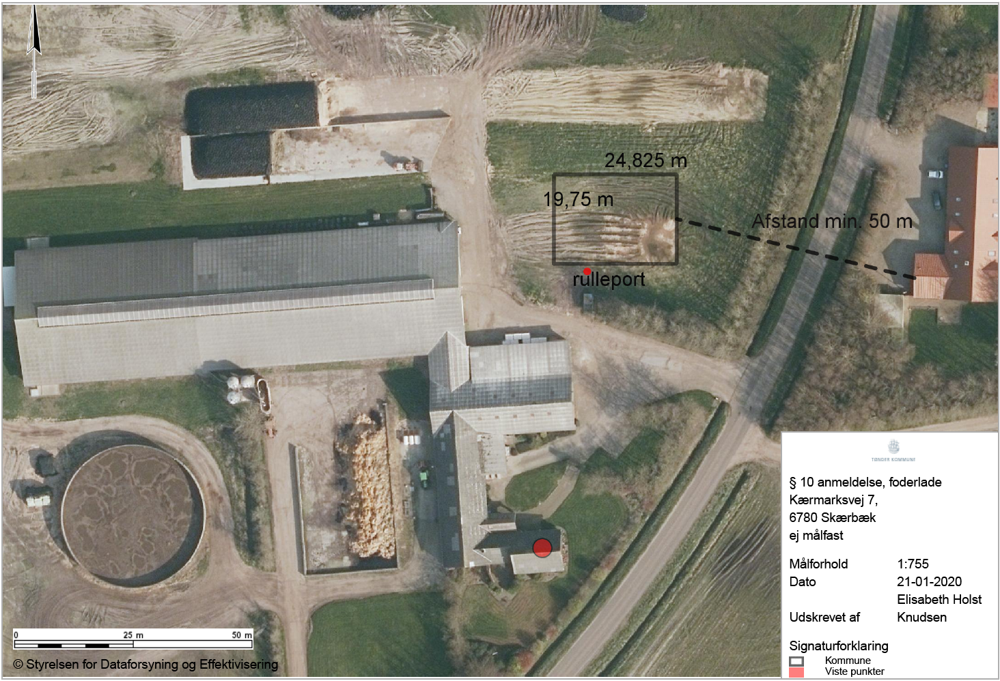 24,825 m
19,75 m
Afstand min. 50 m
rulleport
TØNDER KOMMUNE
§ 10 anmeldelse, foderlade
Kærmarksvej 7,
6780 Skærbæk
ej målfast
Målforhold 1:755
Dato 21-01-2020
Elisabeth Holst
Udskrevet af Knudsen
Signaturforklaring
Kommune
Viste punkter
0 25 m 50 m
© Styrelsen for Dataforsyning og Effektivisering